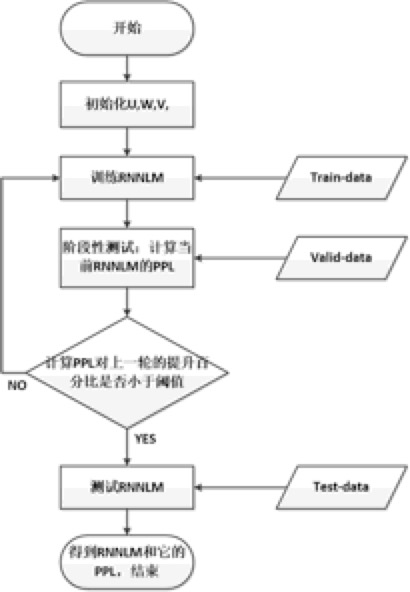 开始
初始化U,W,V,
训练RNNLM
Train-data
阶段性测试：计算当
前RNNLM的PPL
Valid-data
计算PPL对上一轮的提升百
分比是否小于阈值
NO
YES
测试RNNLM
Test-data
得到RNNLM和它的
PPL，结束